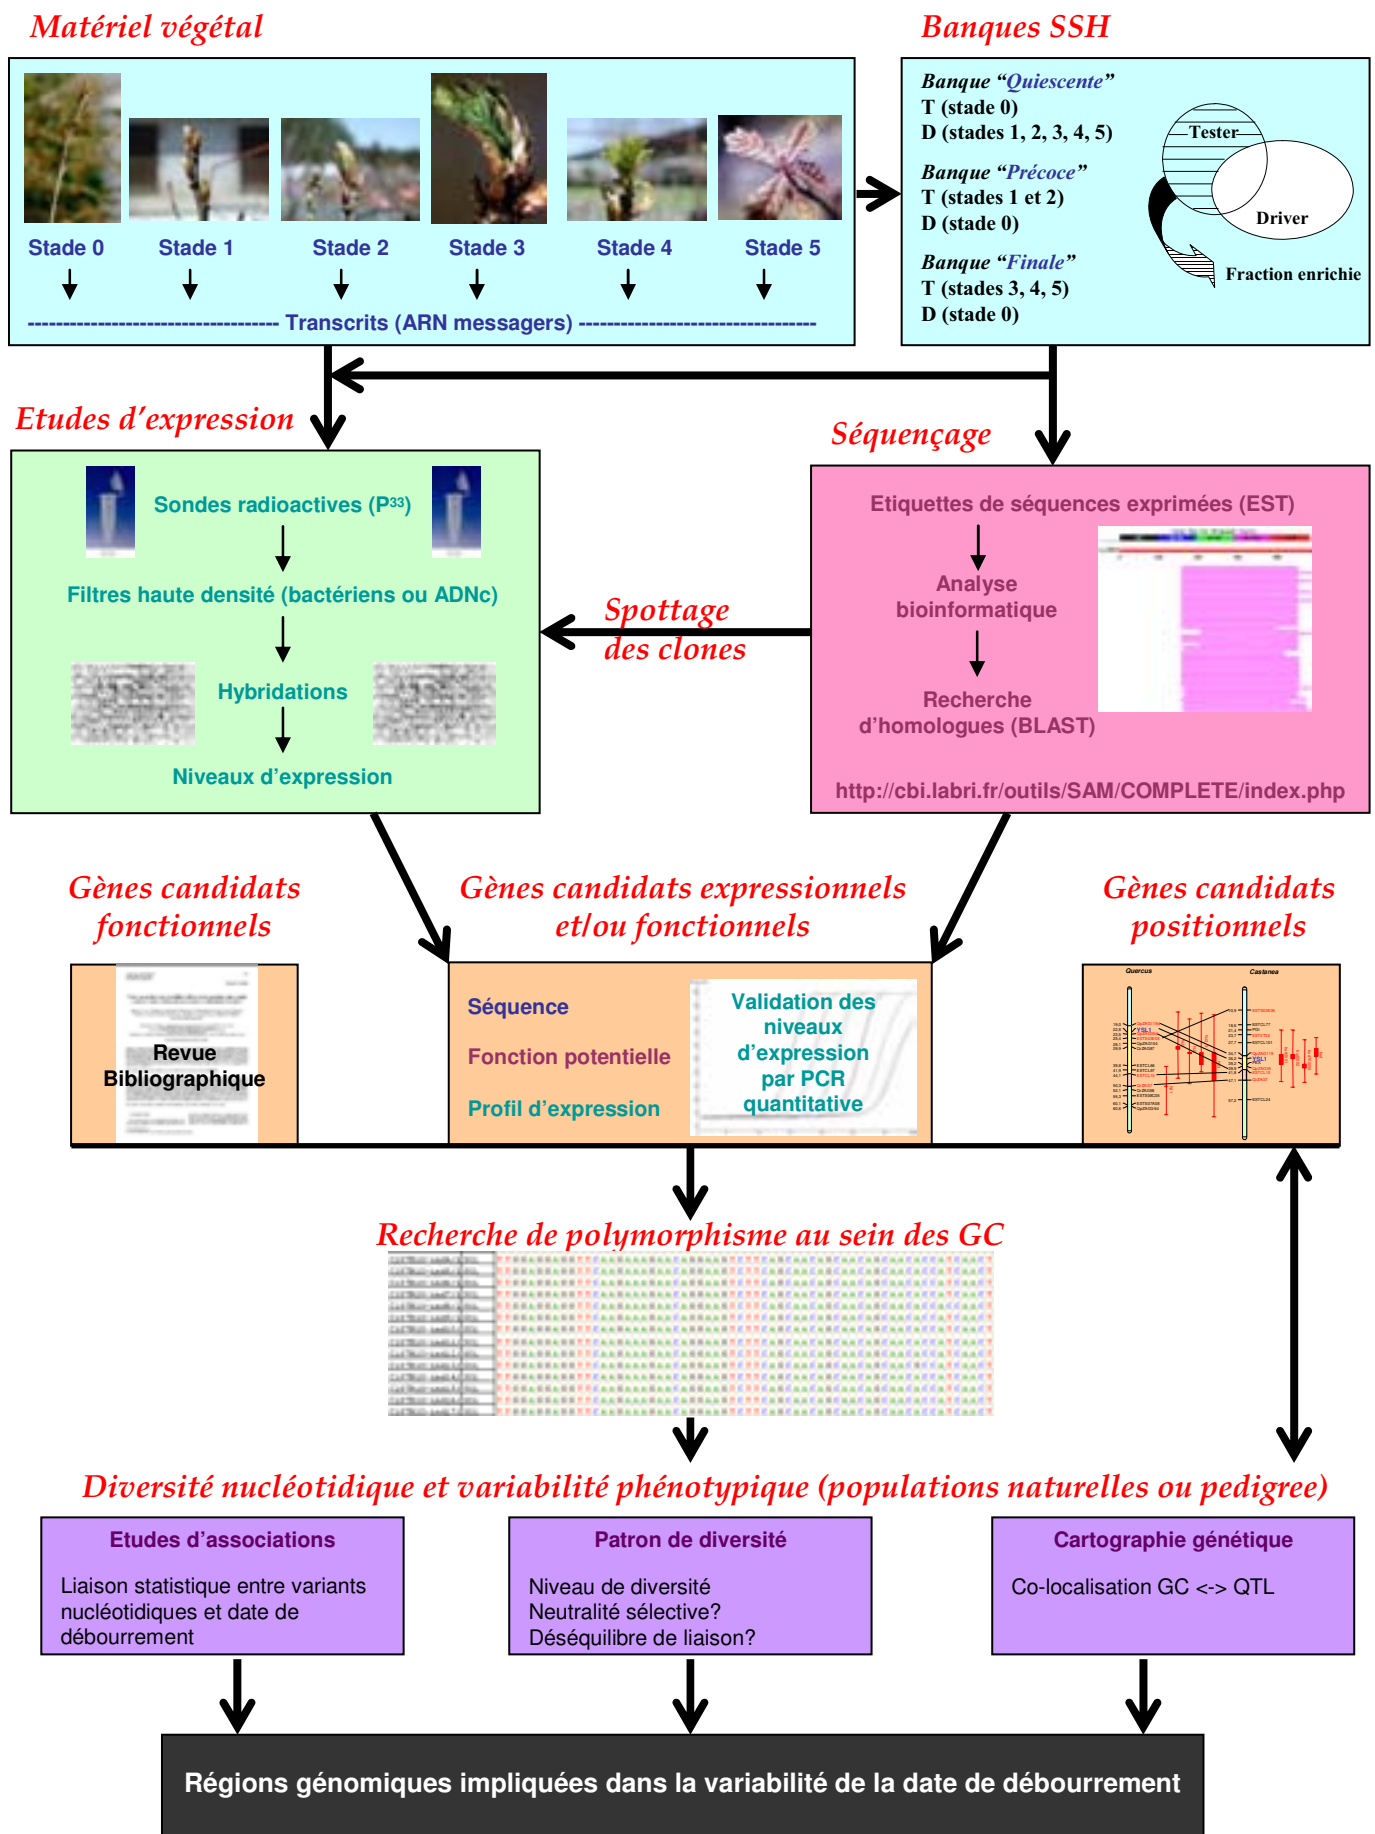 Matériel végétal
Banques SSH
Stade 0
Stade 1
Stade 2
Stade 3
Stade 4
Stade 5
Transcrits (ARN messagers)
Banque “Quiescente”
T (stade 0)
D (stades 1, 2, 3, 4, 5)
Banque “Précoce”
T (stages 1 et 2)
D (stade 0)
Banque “Finale”
T (stades 3, 4, 5)
D (stade 0)
Tester
Driver
Fraction enrichie
Etudes d’expression
Sondes radioactives (P33)
Filtres haute densité (bactériens ou ADNc)
Hybridations
Niveaux d’expression
Spottage
des clones
Séquençage
Etiquettes de séquences exprimées (EST)
Analyse
bioinformatique
Recherche
d’homologues (BLAST)
http://cbi.labri.fr/outils/SAM/COMPLETE/index.php
Gènes candidats
fonctionnels
Revue
Bibliographique
Gènes candidats expressionnels
et/ou fonctionnels
Séquence
Fonction potentielle
Profil d’expression
Validation des
niveaux
d’expression
par PCR
quantitative
Gènes candidats
positionnels
Quercus
Castanea
YSL1
YSL1
Recherche de polymorphisme au sein des GC
Diversité nucléotidique et variabilité phénotypique (populations naturelles ou pedigree)
Etudes d’associations
Liaison statistique entre variants
nucléotidiques et date de
débourrement
Patron de diversité
Niveau de diversité
Neutralité sélective?
Déséquilibre de liaison?
Cartographie génétique
Co-localisation GC <-> QTL
Régions génomiques impliquées dans la variabilité de la date de débourrement